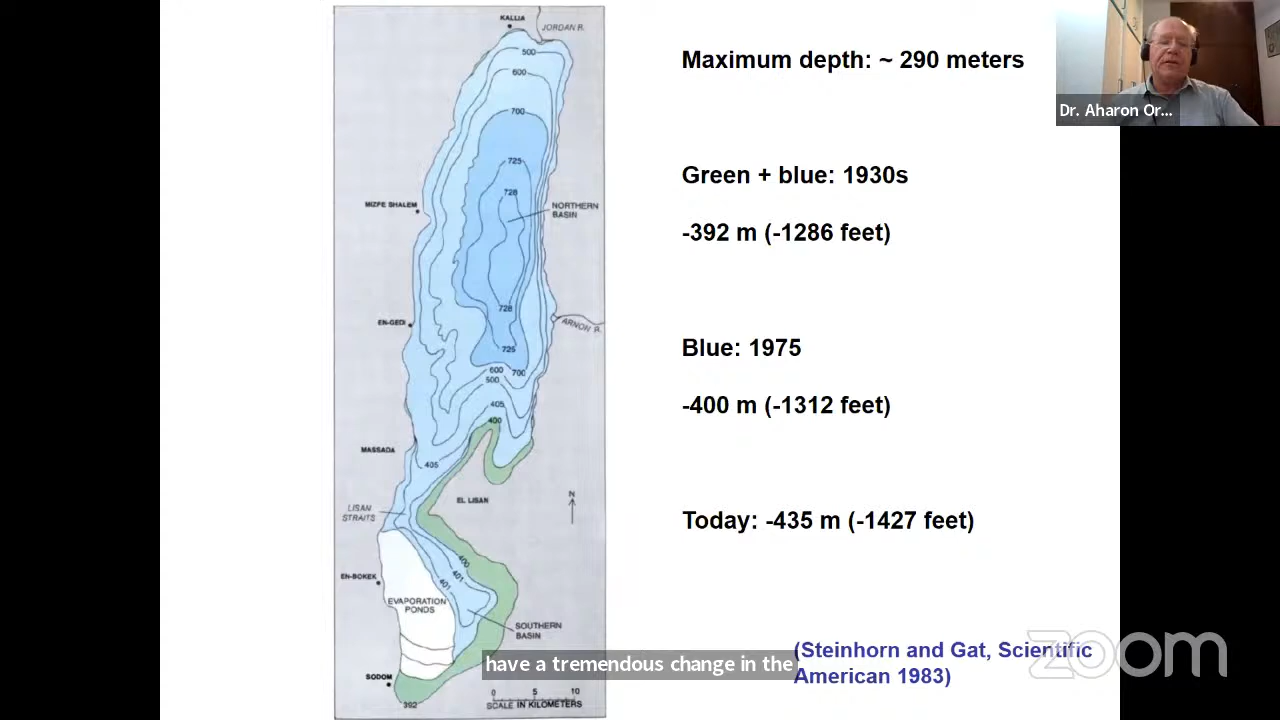 KALLIA
JORDAN R.
500
600
700
725
728
MIZPE SHALEM
NORTHERN
BASIN
728
EN-GEDI
ARNON R.
725
600
700
500
405
400
MASSADA
405
EL LISAN
N
LISAN
STRAITS
400
401
401
EN-BOKEK
EVAPORATION
PONDS
SOUTHERN
BASIN
SODOM
392
0 5 10
SCALE IN KILOMETERS
Maximum depth: ~ 290 meters
Green + blue: 1930s
-392 m (-1286 feet)
Blue: 1975
-400 m (-1312 feet)
Today: -435 m (-1427 feet)
(Steinhorn and Gat, Scientific
American 1983)
have a tremendous change in the
Dr. Aharon Or...
zoom